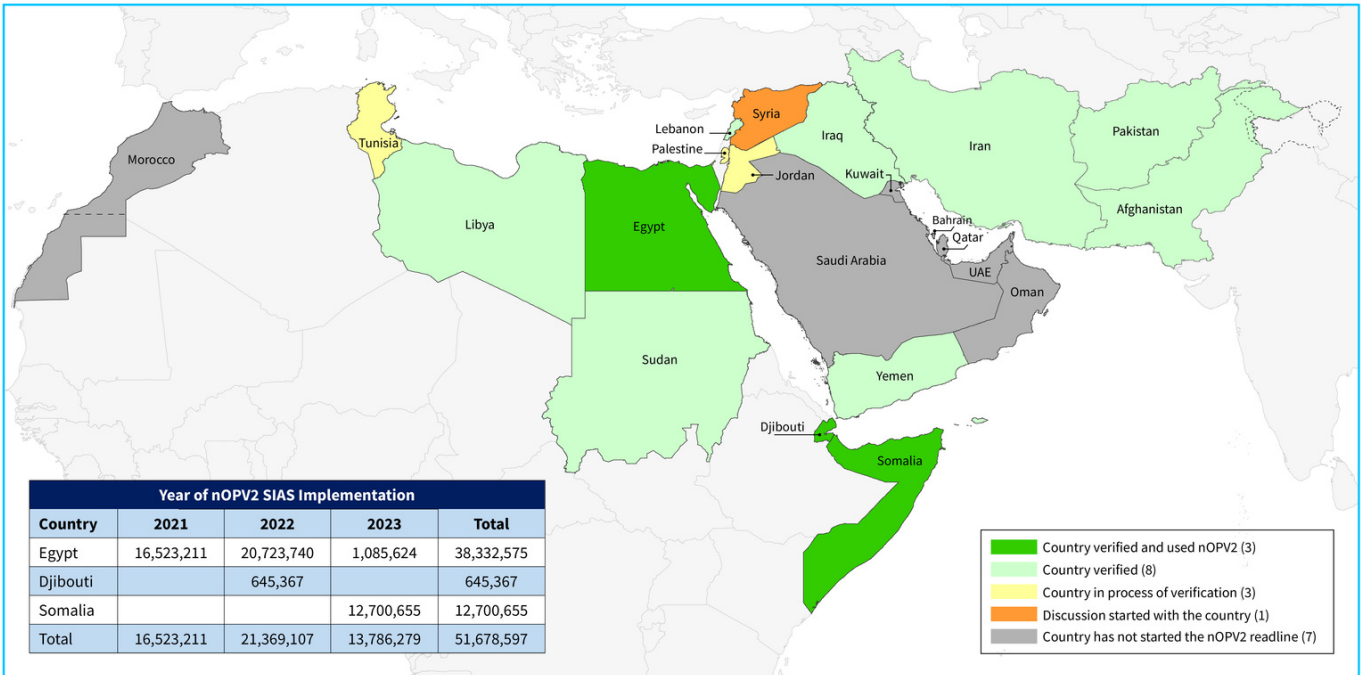 Lebanon
Syria
Palestine
Tunisia
Morocco
Iraq
Iran
Pakistan
Jordan
Kuwait
Afghanistan
Libya
Egypt
Bahrain
Qatar
Saudi Arabia
UAE
Oman
Sudan
Yemen
Djibouti
Somalia
Year of nOPV2 SIAS Implementation
Country 2021 2022 2023 Total
Egypt 16,523,211 20,723,740 1,085,624 38,332,575
Djibouti 645,367 645,367
Somalia 12,700,655 12,700,655
Total 16,523,211 21,369,107 13,786,279 51,678,597
Country verified and used nOPV2 (3)
Country verified (8)
Country in process of verification (3)
Discussion started with the country (1)
Country has not started the nOPV2 readline (7)